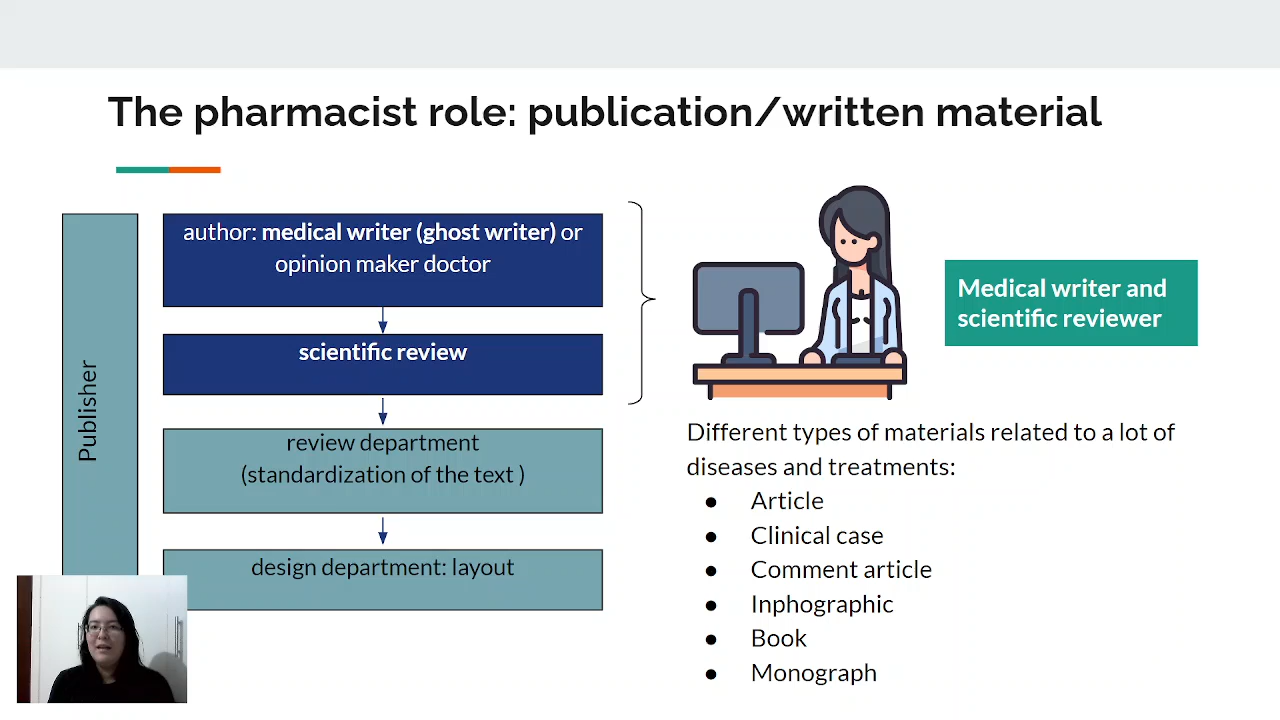 The pharmacist role: publication/written material
Publisher
author: medical writer (ghost writer) or
opinion maker doctor
scientific review
review department
(standardization of the text )
design department: layout
Medical writer and
scientific reviewer
Different types of materials related to a lot of
diseases and treatments:
● Article
● Clinical case
● Comment article
● Inphographic
● Book
● Monograph